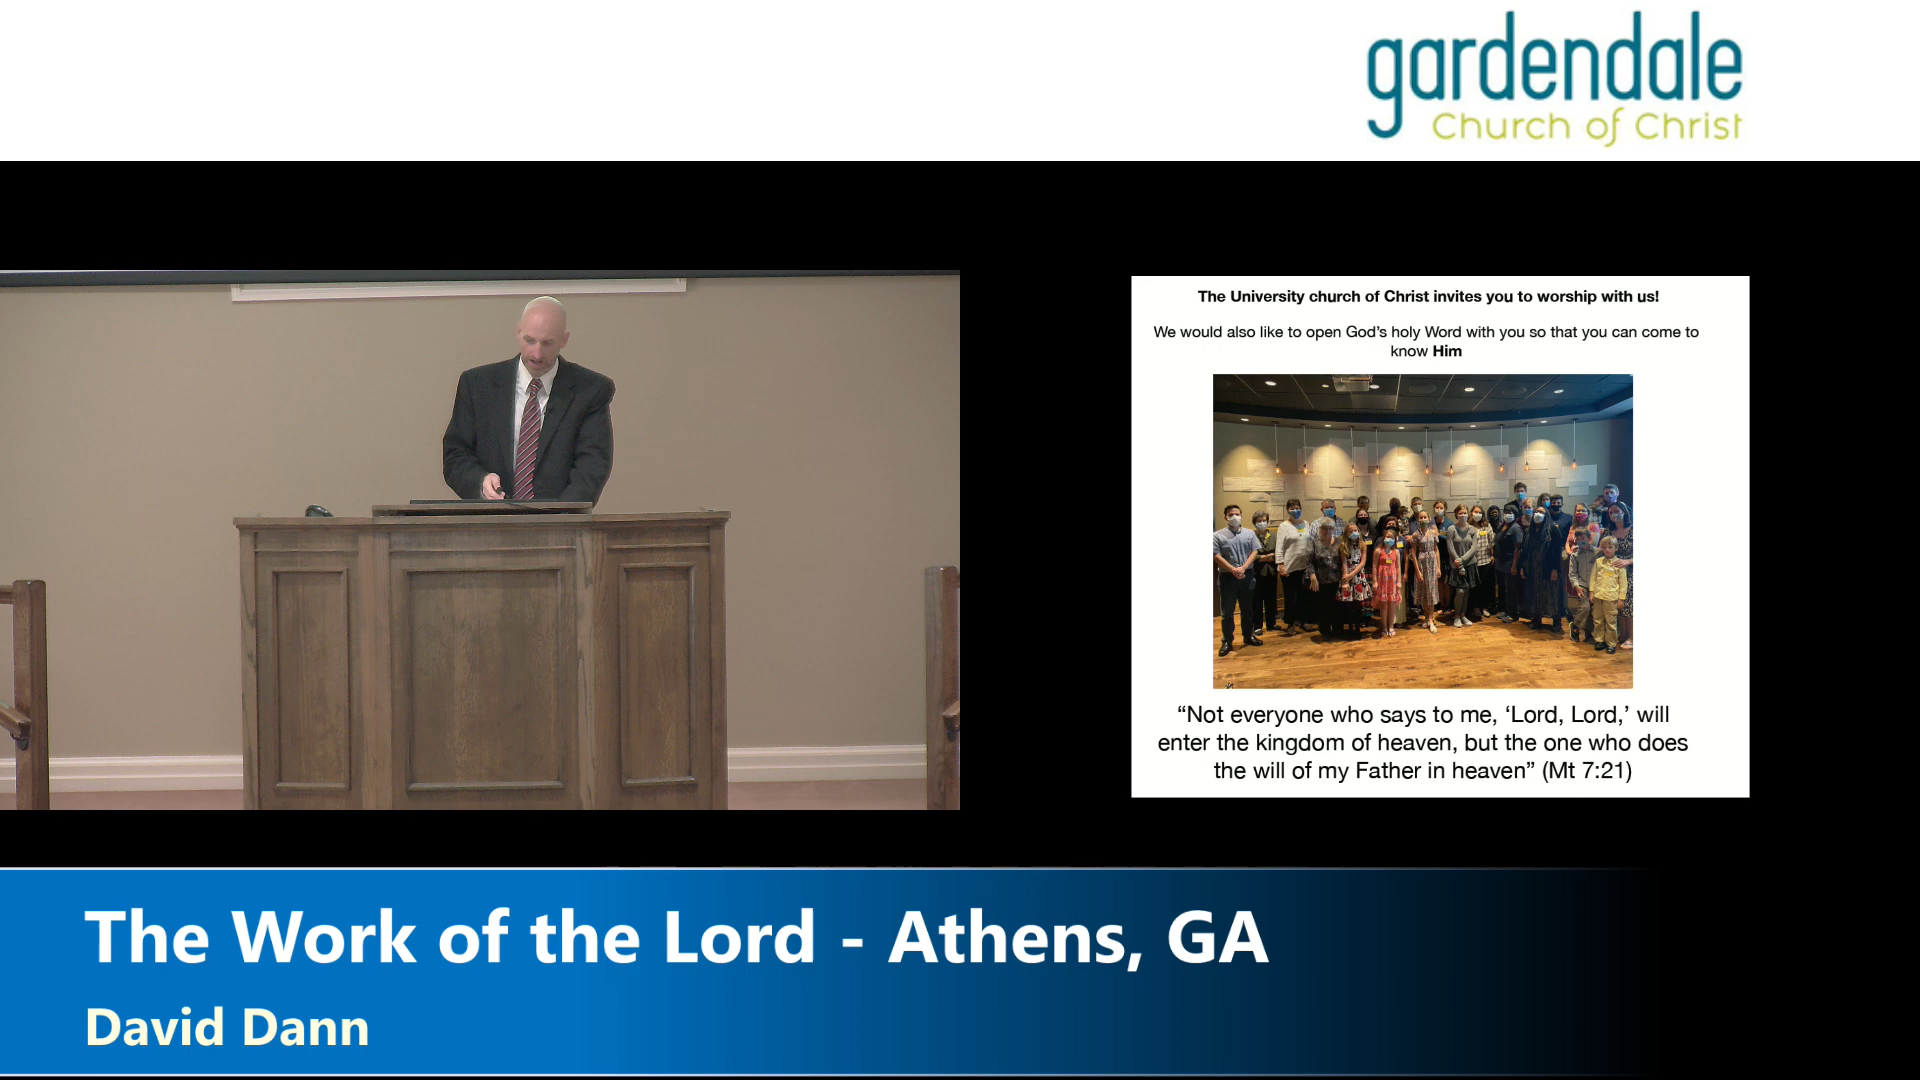 gardendale
Church of Christ
The University church of Christ invites you to worship with us!
We would also like to open God’s holy Word with you so that you can come to
know Him
“Not everyone who says to me, ‘Lord, Lord,’ will
enter the kingdom of heaven, but the one who does
the will of my Father in heaven” (Mt 7:21)
The Work of the Lord - Athens, GA
David Dann